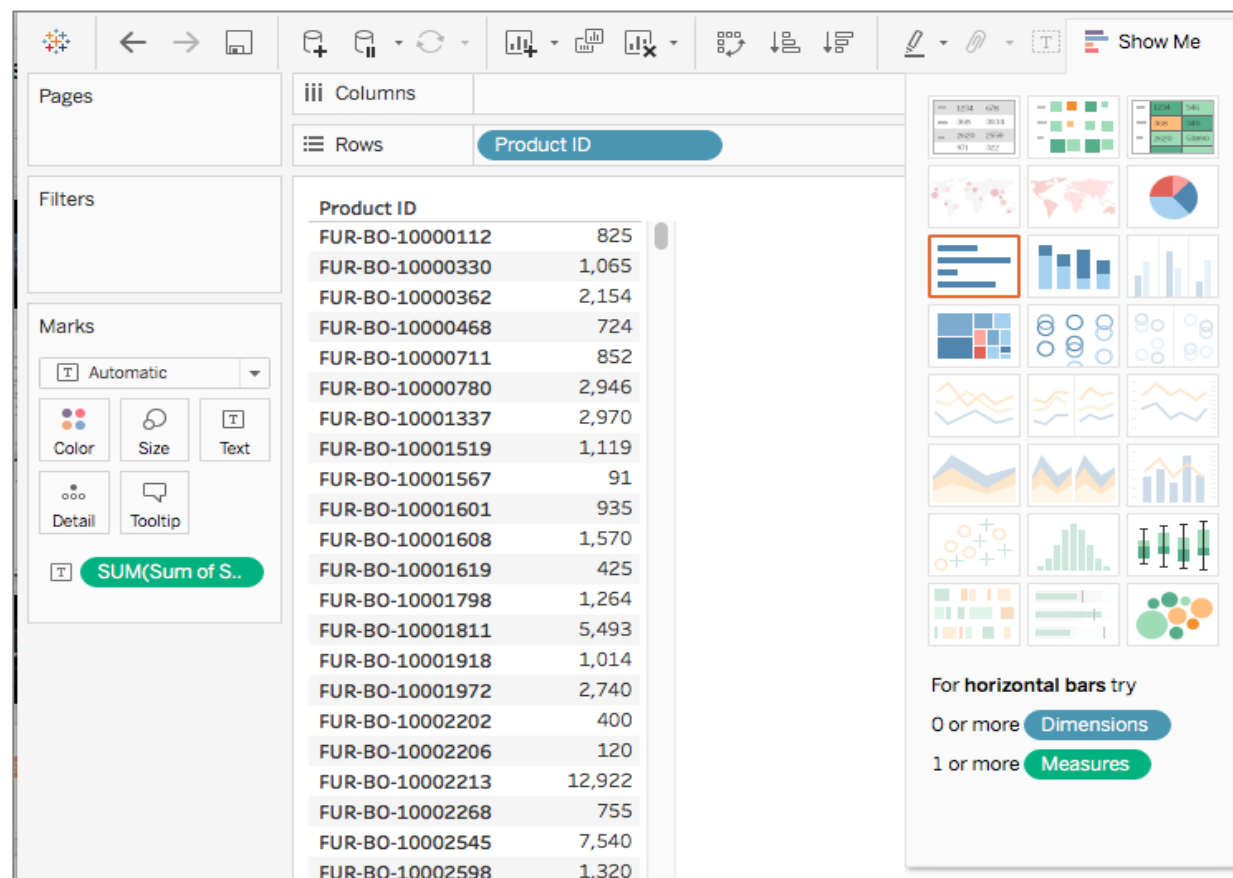 Show Me
Pages
Columns
Rows
Product ID
Filters
Product ID
FUR-BO-10000112 825
FUR-BO-10000330 1,065
FUR-BO-10000362 2,154
FUR-BO-10000468 724
FUR-BO-10000711 852
FUR-BO-10000780 2,946
FUR-BO-10001337 2,970
FUR-BO-10001519 1,119
FUR-BO-10001567 91
FUR-BO-10001601 935
FUR-BO-10001608 1,570
FUR-BO-10001619 425
FUR-BO-10001798 1,264
FUR-BO-10001811 5,493
FUR-BO-10001918 1,014
FUR-BO-10001972 2,740
FUR-BO-10002202 400
FUR-BO-10002206 120
FUR-BO-10002213 12,922
FUR-BO-10002268 755
FUR-BO-10002545 7,540
FUR-BO-10002598 1,320
Marks
T Automatic
Color Size Text
Detail Tooltip
T SUM(Sum of S..
For horizontal bars try
0 or more Dimensions
1 or more Measures